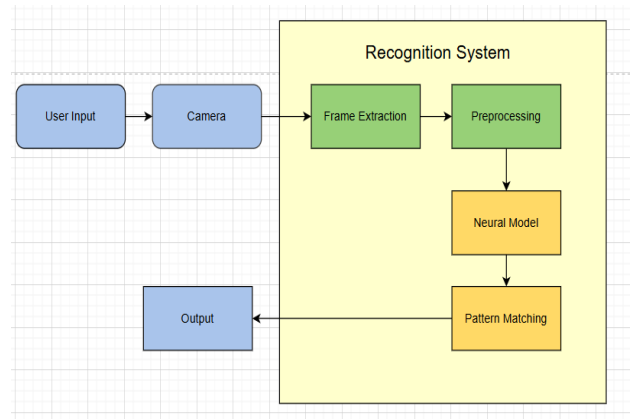 Recognition System
User Input
Camera
Frame Extraction
Preprocessing
Neural Model
Pattern Matching
Output